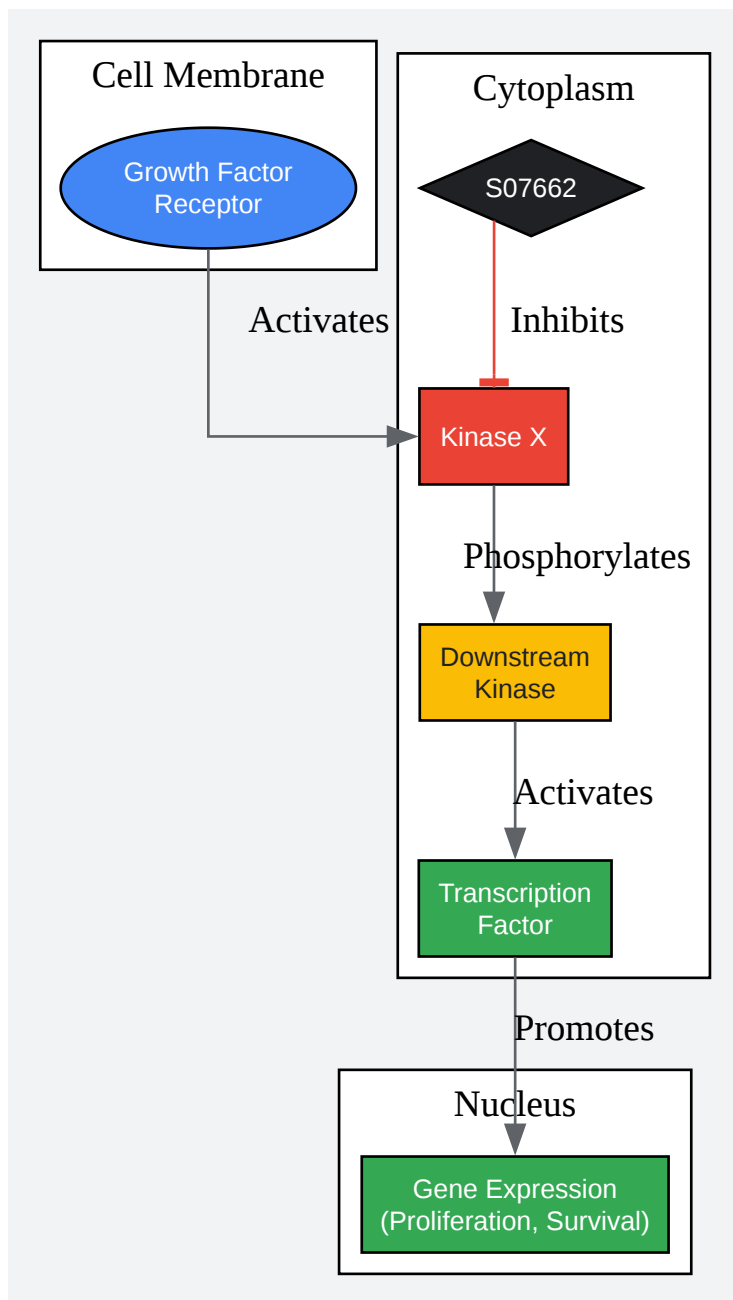 Cell Membrane
Growth Factor
Receptor
Cytoplasm
S07662
Activates
Inhibits
Kinase X
Phosphorylates
Downstream
Kinase
Activates
Transcription
Factor
Promotes
Nucleus
Gene Expression
(Proliferation, Survival)